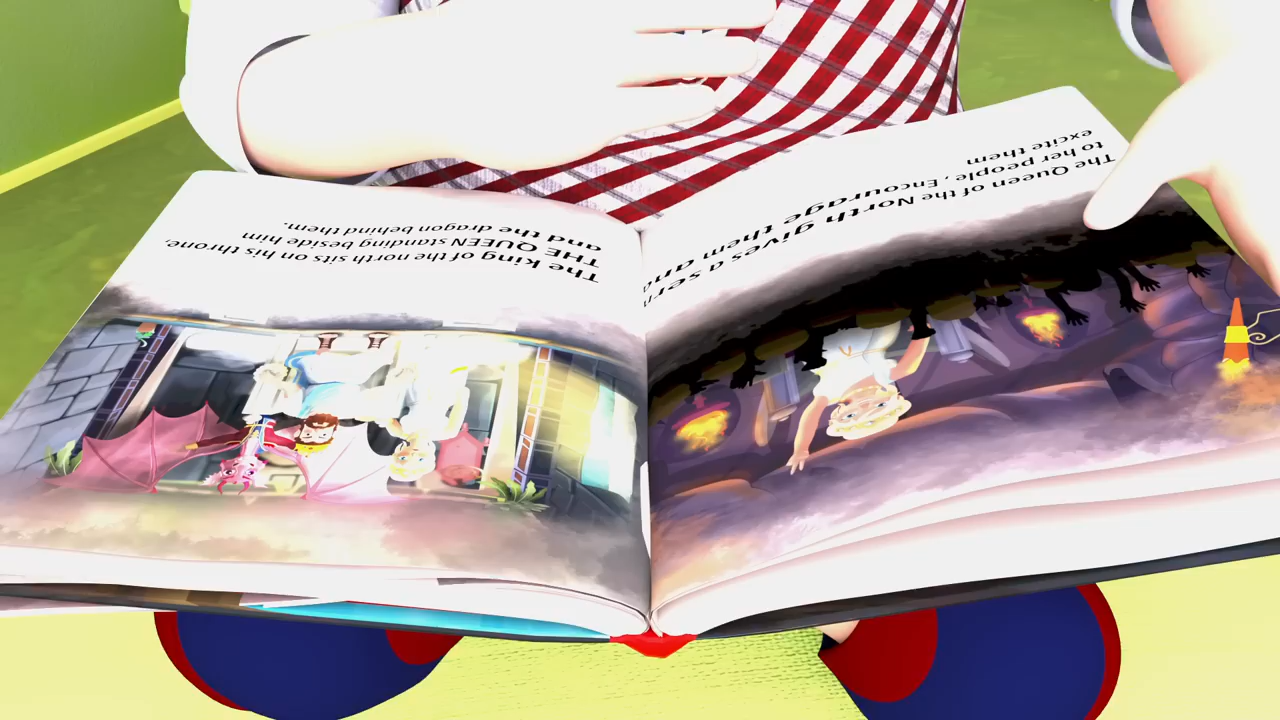 The Queen of the North gives a
to her people, Encourage them and
excite them
The king of the north sits on his throne,
THE QUEEN standing beside him
and the dragon behind them.